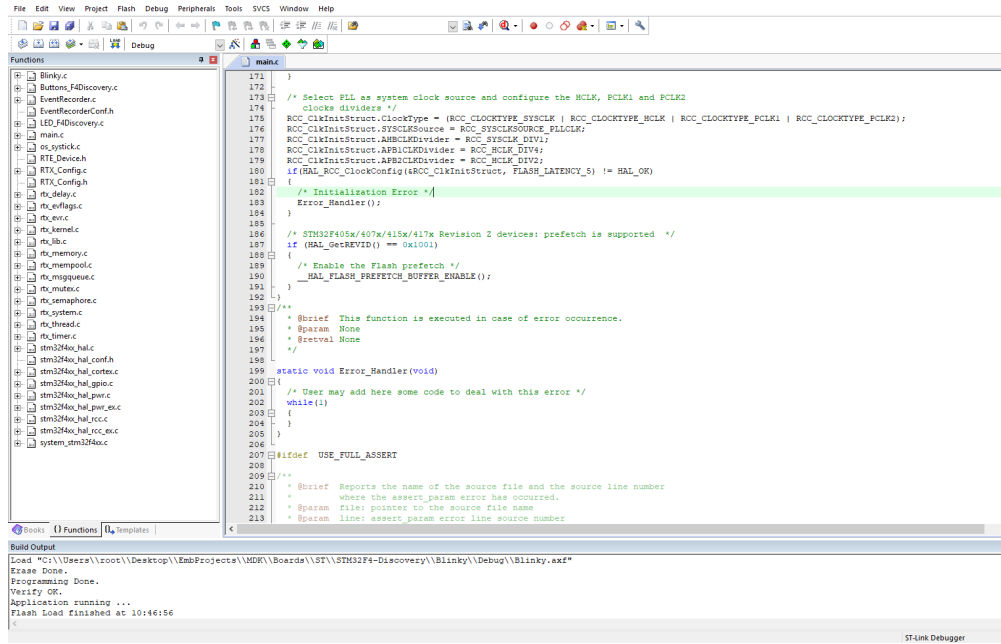 File Edit View Project Flash Debug Peripherals Tools SVCS Window Help
LOAD Debug
Functions
main.c
Blinky.c
Buttons_F4Discovery.c
EventRecorder.c
EventRecorderConf.h
LED_F4Discovery.c
main.c
os_systick.c
RTE_Device.h
RTX_Config.c
RTX_Config.h
rtx_delay.c
rtx_evflags.c
rtx_evr.c
rtx_kernel.c
rtx_lib.c
rtx_memory.c
rtx_mempool.c
rtx_msgqueue.c
rtx_mutex.c
rtx_semaphore.c
rtx_system.c
rtx_thread.c
rtx_timer.c
stm32f4xx_hal.c
stm32f4xx_hal_conf.h
stm32f4xx_hal_cortex.c
stm32f4xx_hal_gpio.c
stm32f4xx_hal_pwr.c
stm32f4xx_hal_pwr_ex.c
stm32f4xx_hal_rcc.c
stm32f4xx_hal_rcc_ex.c
system_stm32f4xx.c
Books {} Functions Templates
171 }
172
173 /* Select PLL as system clock source and configure the HCLK, PCLK1 and PCLK2
174 clocks dividers */
175 RCC_ClkInitStruct.ClockType = (RCC_CLOCKTYPE_SYSCLK | RCC_CLOCKTYPE_HCLK | RCC_CLOCKTYPE_PCLK1 | RCC_CLOCKTYPE_PCLK2);
176 RCC_ClkInitStruct.SYSCLKSource = RCC_SYSCLKSOURCE_PLLCLK;
177 RCC_ClkInitStruct.AHBCLKDivider = RCC_SYSCLK_DIV1;
178 RCC_ClkInitStruct.APB1CLKDivider = RCC_HCLK_DIV4;
179 RCC_ClkInitStruct.APB2CLKDivider = RCC_HCLK_DIV2;
180 if(HAL_RCC_ClockConfig(&RCC_ClkInitStruct, FLASH_LATENCY_5) != HAL_OK)
181 {
182 /* Initialization Error */
183 Error_Handler();
184 }
185
186 /* STM32F405x/407x/415x/417x Revision Z devices: prefetch is supported */
187 if (HAL_GetREVID() == 0x1001)
188 {
189 /* Enable the Flash prefetch */
190 __HAL_FLASH_PREFETCH_BUFFER_ENABLE();
191 }
192 }
193 /**
194 * @brief This function is executed in case of error occurrence.
195 * @param None
196 * @retval None
197 */
198
199 static void Error_Handler(void)
200 {
201 /* User may add here some code to deal with this error */
202 while(1)
203 {
204 }
205 }
206
207 #ifdef USE_FULL_ASSERT
208
209 /**
210 * @brief Reports the name of the source file and the source line number
211 * where the assert_param error has occurred.
212 * @param file: pointer to the source file name
213 * @param line: assert_param error line source number
Build Output
Load "C:\\Users\\root\\Desktop\\EmbProjects\\MDK\\Boards\\ST\\STM32F4-Discovery\\Blinky\\Debug\\Blinky.axf"
Erase Done.
Programming Done.
Verify OK.
Application running ...
Flash Load finished at 10:46:56
ST-Link Debugger